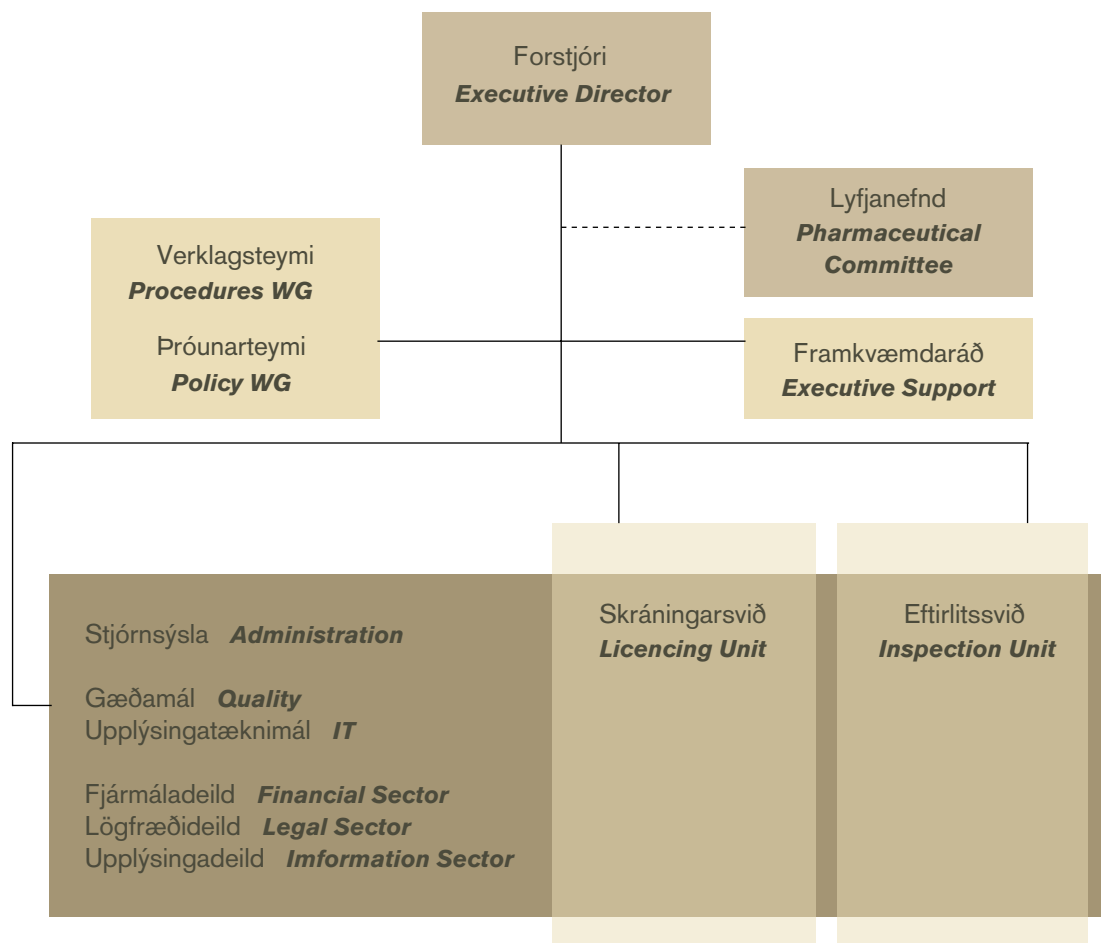 Forstjóri
Executive Director
Lyfjanefnd
Pharmaceutical
Committee
Verklagsteymi
Procedures WG
Þróunarteymi
Policy WG
Framkvæmdaráð
Executive Support
Stjórnsýsla Administration
Gæðamál Quality
Upplýsingatæknimál IT
Fjármáladeild Financial Sector
Lögfræðideild Legal Sector
Upplýsingadeild Imformation Sector
Skráningarsvið
Licencing Unit
Eftirlitssvið
Inspection Unit